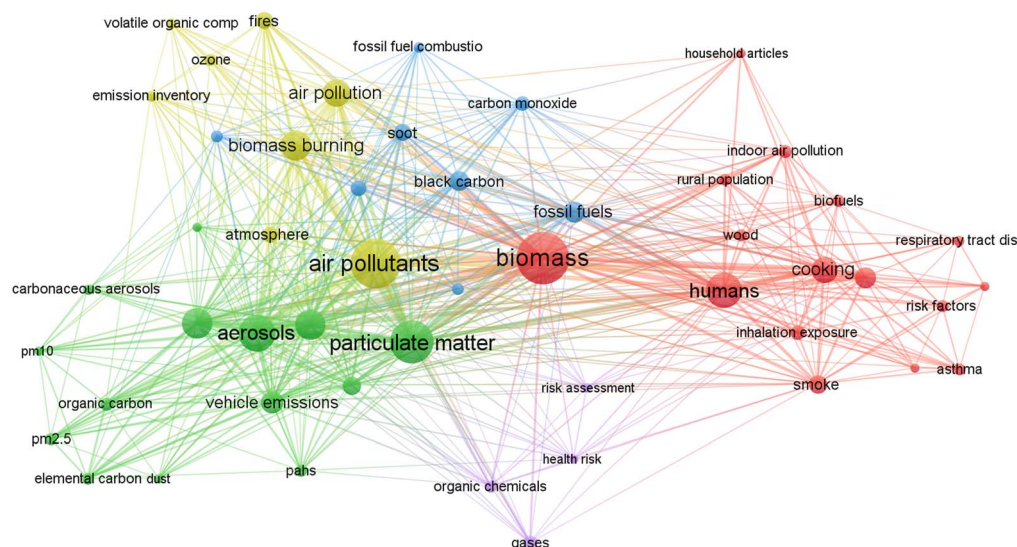 volatile organic comp
fires
ozone
fossil fuel combustio
household articles
emission inventory
air pollution
carbon monoxide
soot
biomass burning
indoor air pollution
black carbon
rural population
biofuels
fossil fuels
atmosphere
wood
respiratory tract dis
air pollutants
biomass
cooking
carbonaceous aerosols
humans
risk factors
aerosols
particulate matter
inhalation exposure
pm10
asthma
risk assessment
smoke
organic carbon
vehicle emissions
pm2.5
health risk
elemental carbon
dust
pahs
organic chemicals
gases